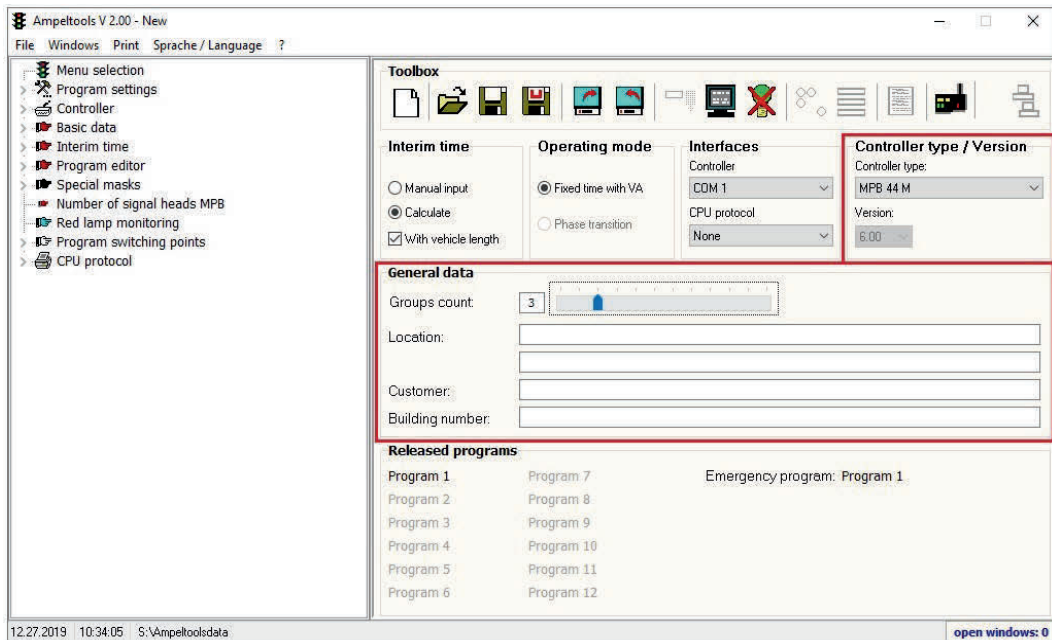 Ampeltools V 2.00 - New
File Windows Print Sprache / Language ?
Menu selection
Program settings
Controller
Basic data
Interim time
Program editor
Special masks
Number of signal heads MPB
Red lamp monitoring
Program switching points
CPU protocol
Toolbox
Interim time
Manual input
Calculate
With vehicle length
Operating mode
Fixed time with VA
Phase transition
Interfaces
Controller
COM 1
CPU protocol
None
Controller type / Version
Controller type:
MPB 44 M
Version:
6.00
General data
Groups count: 3
Location:
Customer:
Building number:
Released programs
Program 1 Program 7 Emergency program: Program 1
Program 2 Program 8
Program 3 Program 9
Program 4 Program 10
Program 5 Program 11
Program 6 Program 12
12.27.2019 10:34:05 S:\Ampeltoolsdata open windows: 0